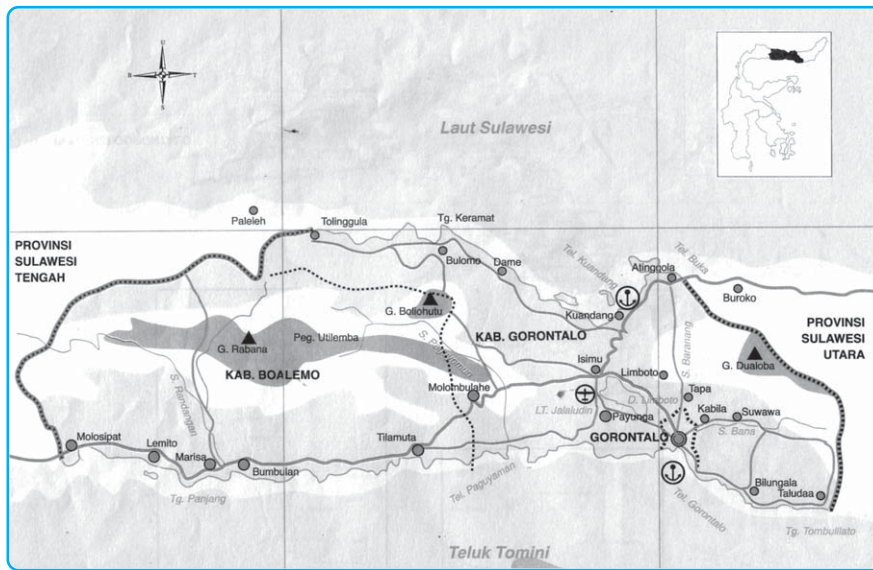 U
B
T
S
Laut Sulawesi
Paleleh
Tolinggula
Tg. Keramat
PROVINSI
SULAWESI
TENGAH
Bulomo
Dame
Tel. Kuandang
Atinggola
Tel. Buka
Buroko
G. Boliohutu
Kuandang
PROVINSI
SULAWESI
UTARA
G. Rabana
Peg. Utilemba
KAB. GORONTALO
S. Baranang
G. Dualoba
KAB. BOALEMO
Isimu
Limboto
S. Randangan
Molombulahe
Tapa
D. Limboto
LT. Jalaludin
Payunga
Kabila
Suwawa
S. Bana
GORONTALO
Molosipat
Lemito
Marisa
Bumbulan
Tilamuta
Tg. Panjang
Tel. Paguyaman
Tel. Gorontalo
Bilungala
Taludaa
Tg. Tombulilato
Teluk Tomini